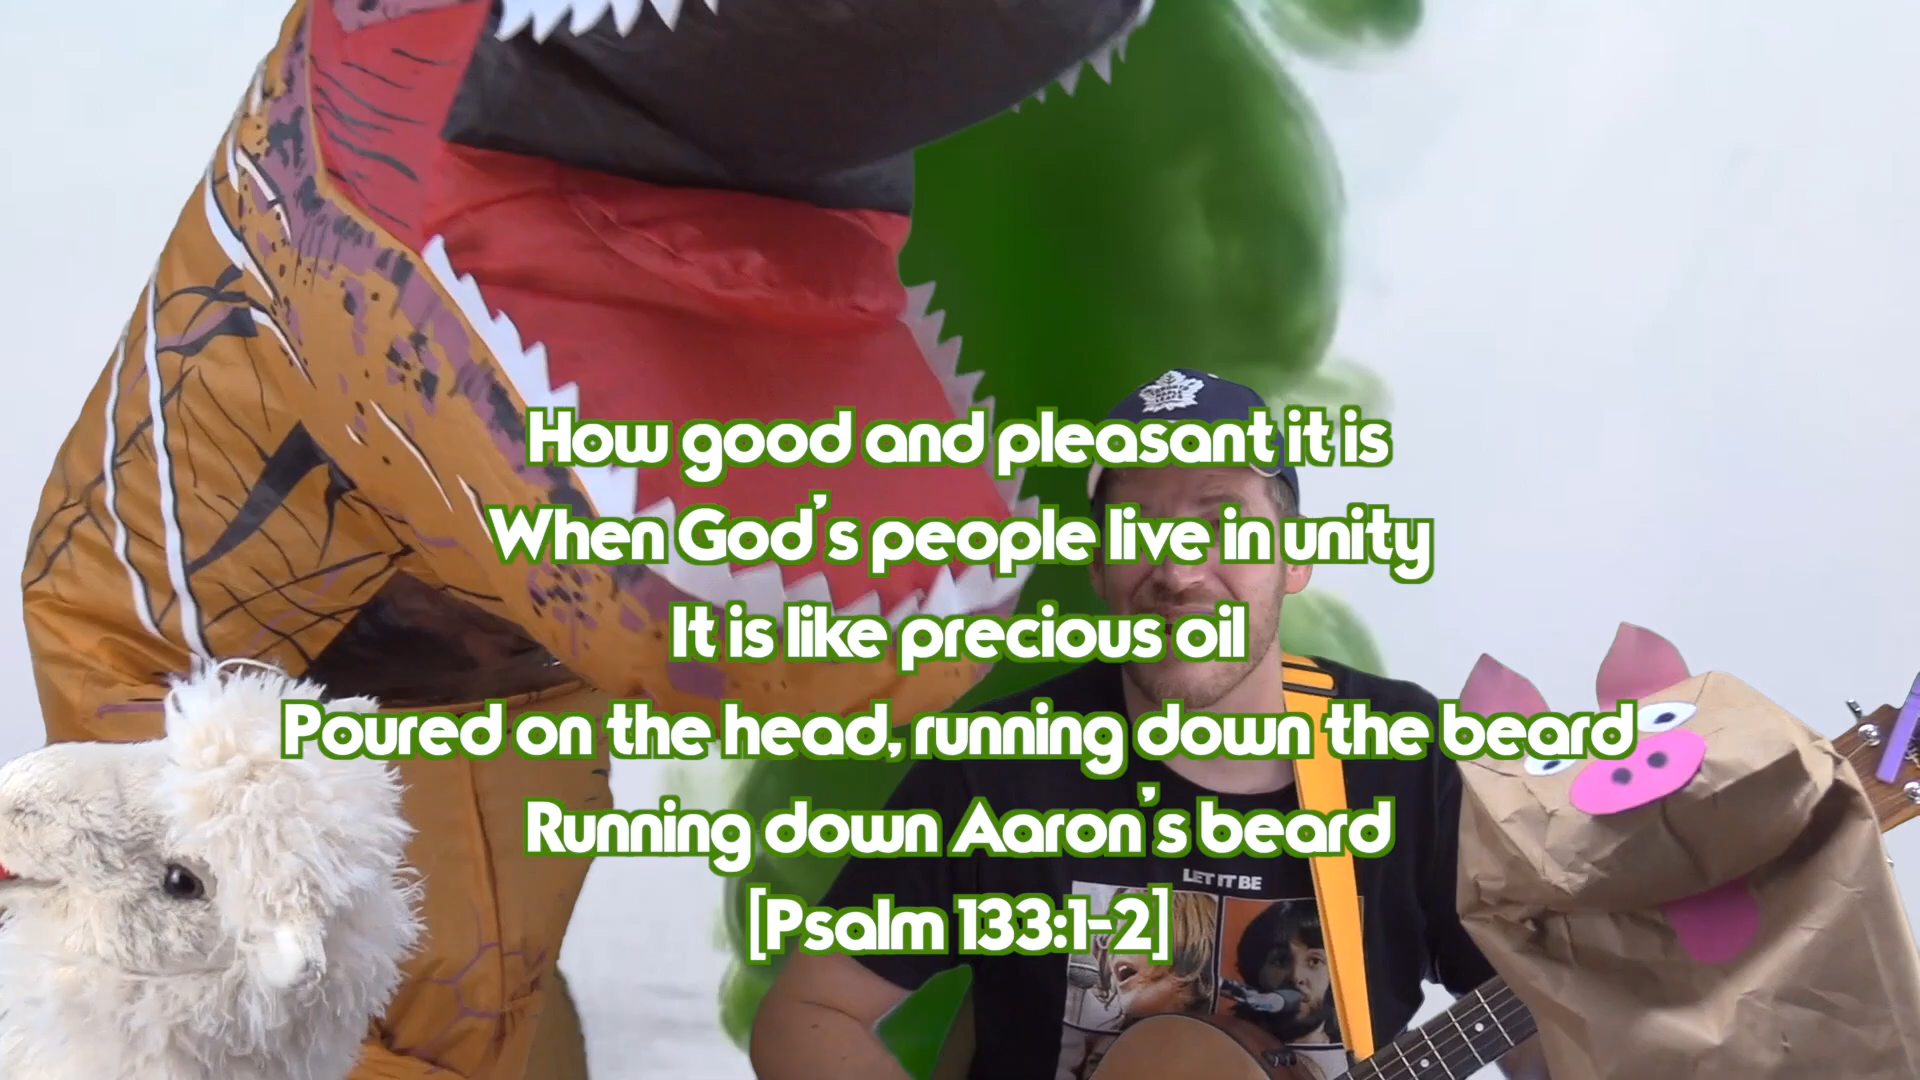 How good and pleasant it is
When God's people live in unity
It is like precious oil
Poured on the head, running down the beard
Running down Aaron's beard
[Psalm 133:1-2]
LET IT BE